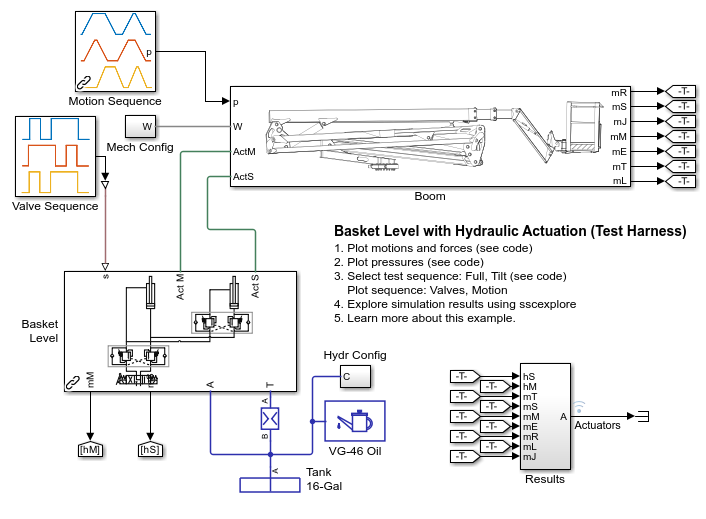 p
Motion Sequence
W
Mech Config
Valve Sequence
p
W
ActM
ActS
mR
mS
mJ
mM
mE
mT
mL
-T-
-T-
-T-
-T-
-T-
-T-
-T-
Boom
Basket Level with Hydraulic Actuation (Test Harness)
1. Plot motions and forces (see code)
2. Plot pressures (see code)
3. Select test sequence: Full, Tilt (see code)
Plot sequence: Valves, Motion
4. Explore simulation results using sscexplore
5. Learn more about this example.
s
Act M
Act S
Basket
Level
mM
A
T
[hM]
[hS]
A
B
A
Hydr Config
C
VG-46 Oil
Tank
16-Gal
-T-
-T-
-T-
-T-
-T-
-T-
-T-
-T-
-T-
hS
hM
mT
mS
mM
mE
mR
mL
mJ
A
Actuators
Results